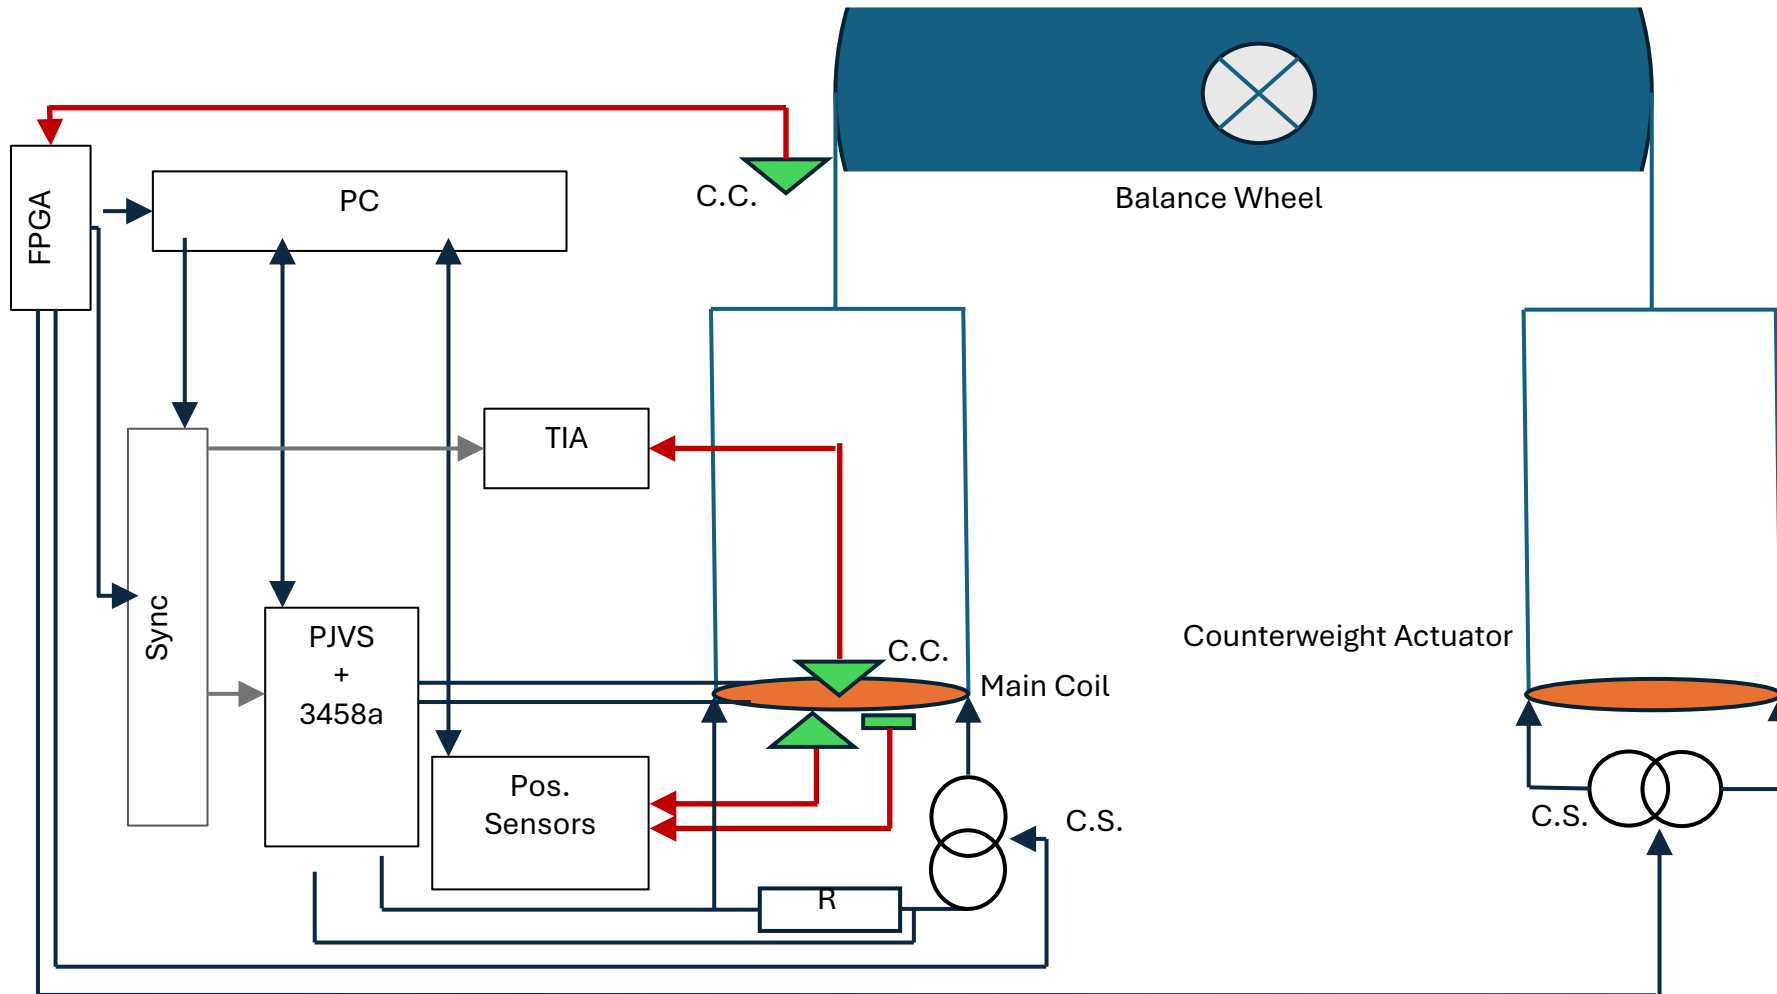 FPGA
PC
C.C.
Balance Wheel
TIA
Sync
PJVS
+
3458a
C.C.
Main Coil
Counterweight Actuator
Pos.
Sensors
C.S.
C.S.
R